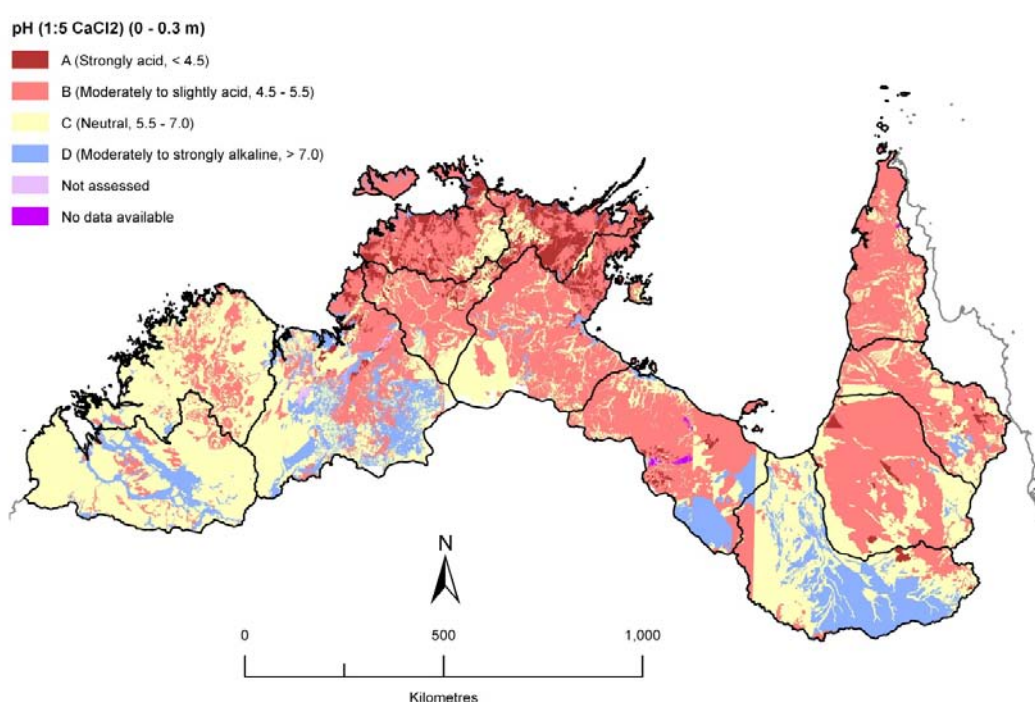 pH (1:5 CaCl2) (0 - 0.3 m)
A (Strongly acid, < 4.5)
B (Moderately to slightly acid, 4.5 - 5.5)
C (Neutral, 5.5 - 7.0)
D (Moderately to strongly alkaline, > 7.0)
Not assessed
No data available
N
0 500 1,000
Kilometres